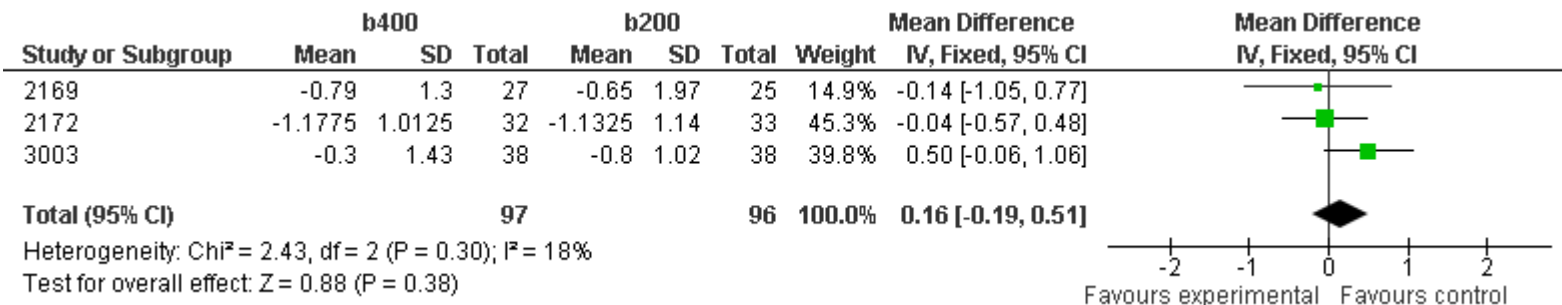 b400 b200 Mean Difference Mean Difference
Study or Subgroup Mean SD Total Mean SD Total Weight IV, Fixed, 95% CI IV, Fixed, 95% CI
2169 -0.79 1.3 27 -0.65 1.97 25 14.9% -0.14 [-1.05, 0.77]
2172 -1.1775 1.0125 32 -1.1325 1.14 33 45.3% -0.04 [-0.57, 0.48]
3003 -0.3 1.43 38 -0.8 1.02 38 39.8% 0.50 [-0.06, 1.06]
Total (95% CI) 97 96 100.0% 0.16 [-0.19, 0.51]
Heterogeneity: Chi² = 2.43, df = 2 (P = 0.30); I² = 18%
Test for overall effect: Z = 0.88 (P = 0.38)
-2 -1 0 1 2
Favours experimental Favours control